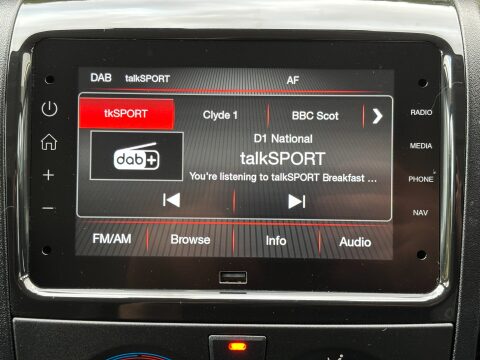 DAB talkSPORT AF
tkSPORT Clyde 1 BBC Scot
RADIO
D1 National
dab+
talkSPORT
MEDIA
You're listening to talkSPORT Breakfast ...
PHONE
NAV
FM/AM Browse Info Audio